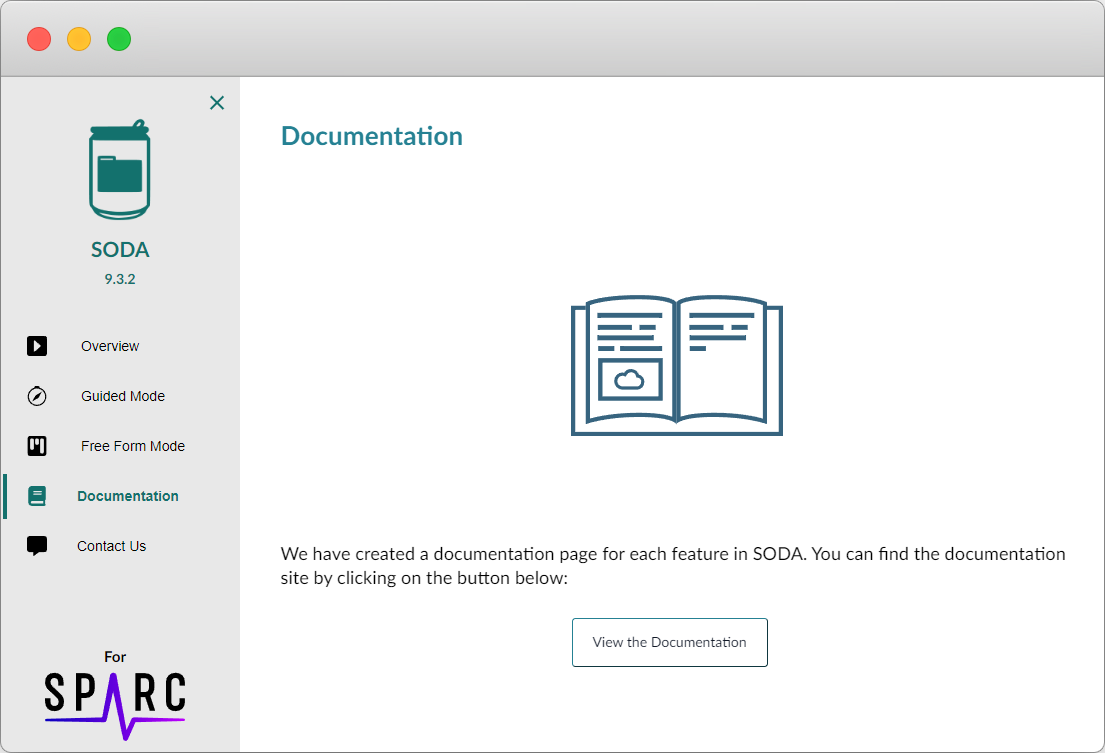 SODA
9.3.2
Overview
Guided Mode
Free Form Mode
Documentation
Contact Us
For
SPARC
Documentation
We have created a documentation page for each feature in SODA. You can find the documentation
site by clicking on the button below:
View the Documentation